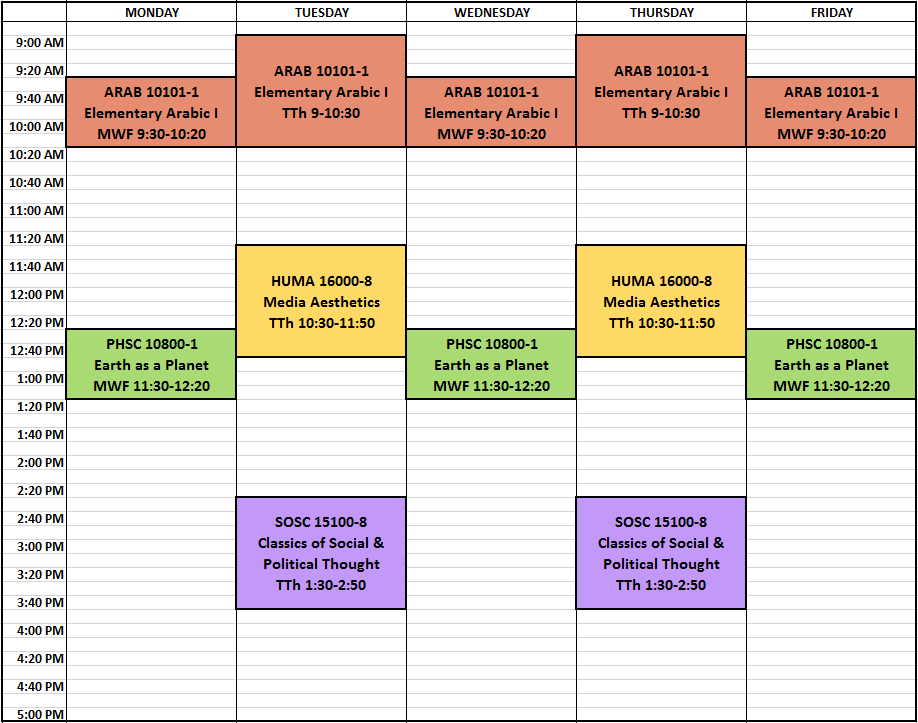 MONDAY TUESDAY WEDNESDAY THURSDAY FRIDAY
9:00 AM
9:20 AM
9:40 AM
10:00 AM
10:20 AM
10:40 AM
11:00 AM
11:20 AM
11:40 AM
12:00 PM
12:20 PM
12:40 PM
1:00 PM
1:20 PM
1:40 PM
2:00 PM
2:20 PM
2:40 PM
3:00 PM
3:20 PM
3:40 PM
4:00 PM
4:20 PM
4:40 PM
5:00 PM
ARAB 10101-1
Elementary Arabic I
MWF 9:30-10:20
PHSC 10800-1
Earth as a Planet
MWF 11:30-12:20
ARAB 10101-1
Elementary Arabic I
TTh 9-10:30
HUMA 16000-8
Media Aesthetics
TTh 10:30-11:50
SOSC 15100-8
Classics of Social &
Political Thought
TTh 1:30-2:50
ARAB 10101-1
Elementary Arabic I
MWF 9:30-10:20
PHSC 10800-1
Earth as a Planet
MWF 11:30-12:20
ARAB 10101-1
Elementary Arabic I
TTh 9-10:30
HUMA 16000-8
Media Aesthetics
TTh 10:30-11:50
SOSC 15100-8
Classics of Social &
Political Thought
TTh 1:30-2:50
ARAB 10101-1
Elementary Arabic I
MWF 9:30-10:20
PHSC 10800-1
Earth as a Planet
MWF 11:30-12:20